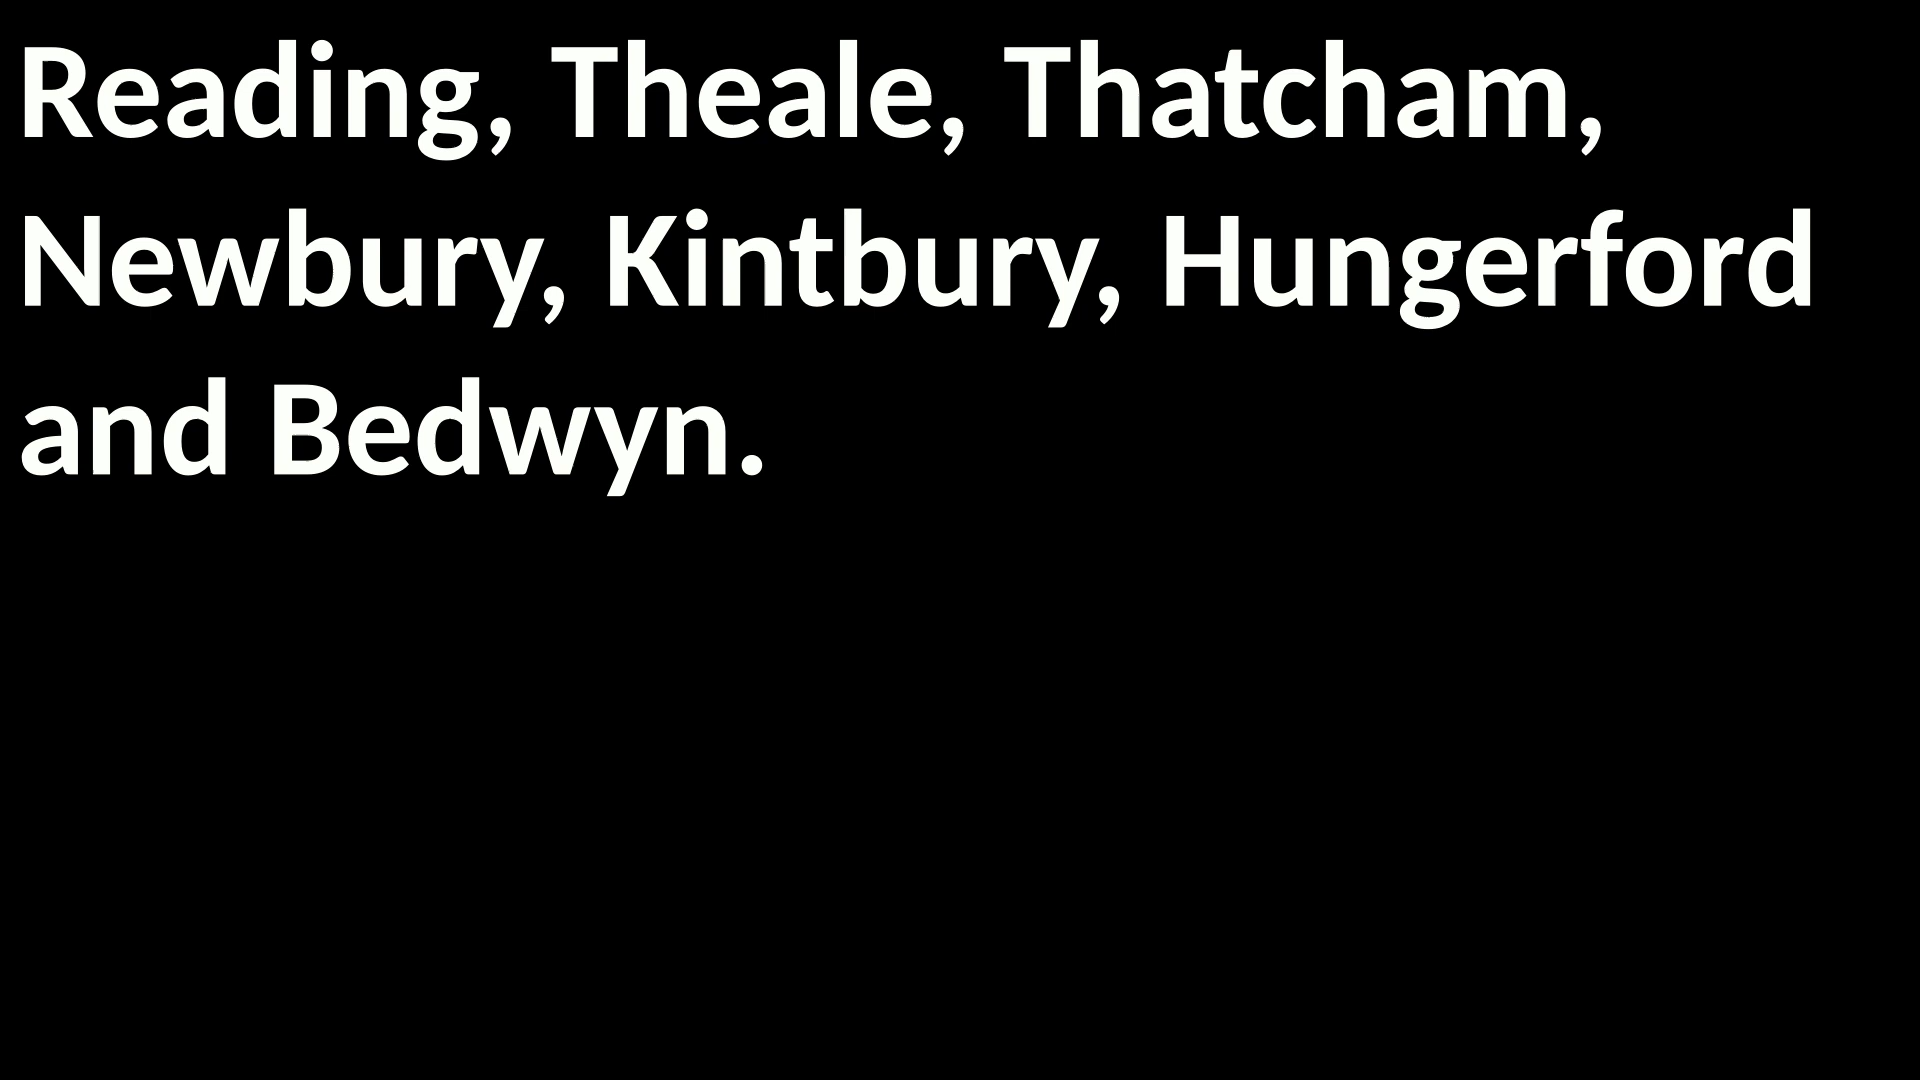 Reading, Theale, Thatcham,
Newbury, Kintbury, Hungerford
and Bedwyn.